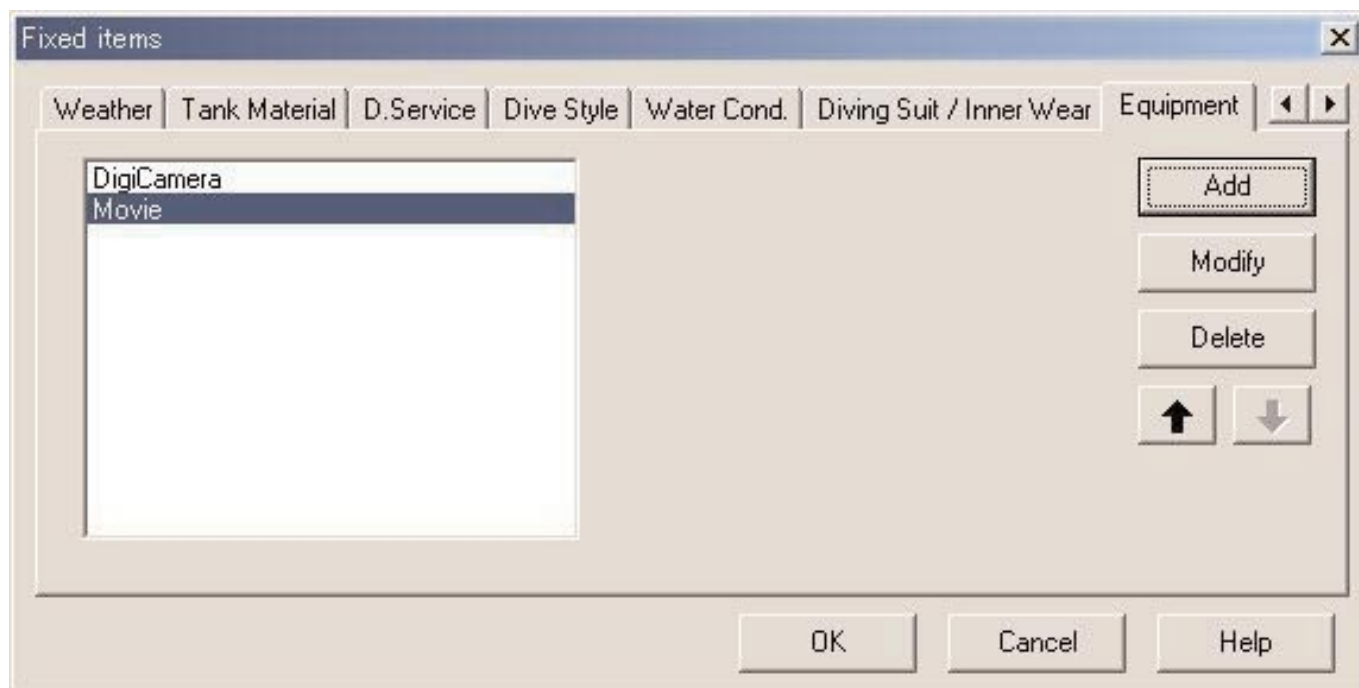 Fixed items
Weather Tank Material D.Service Dive Style Water Cond. Diving Suit / Inner Wear Equipment
DigiCamera
Movie
Add
Modify
Delete
OK Cancel Help